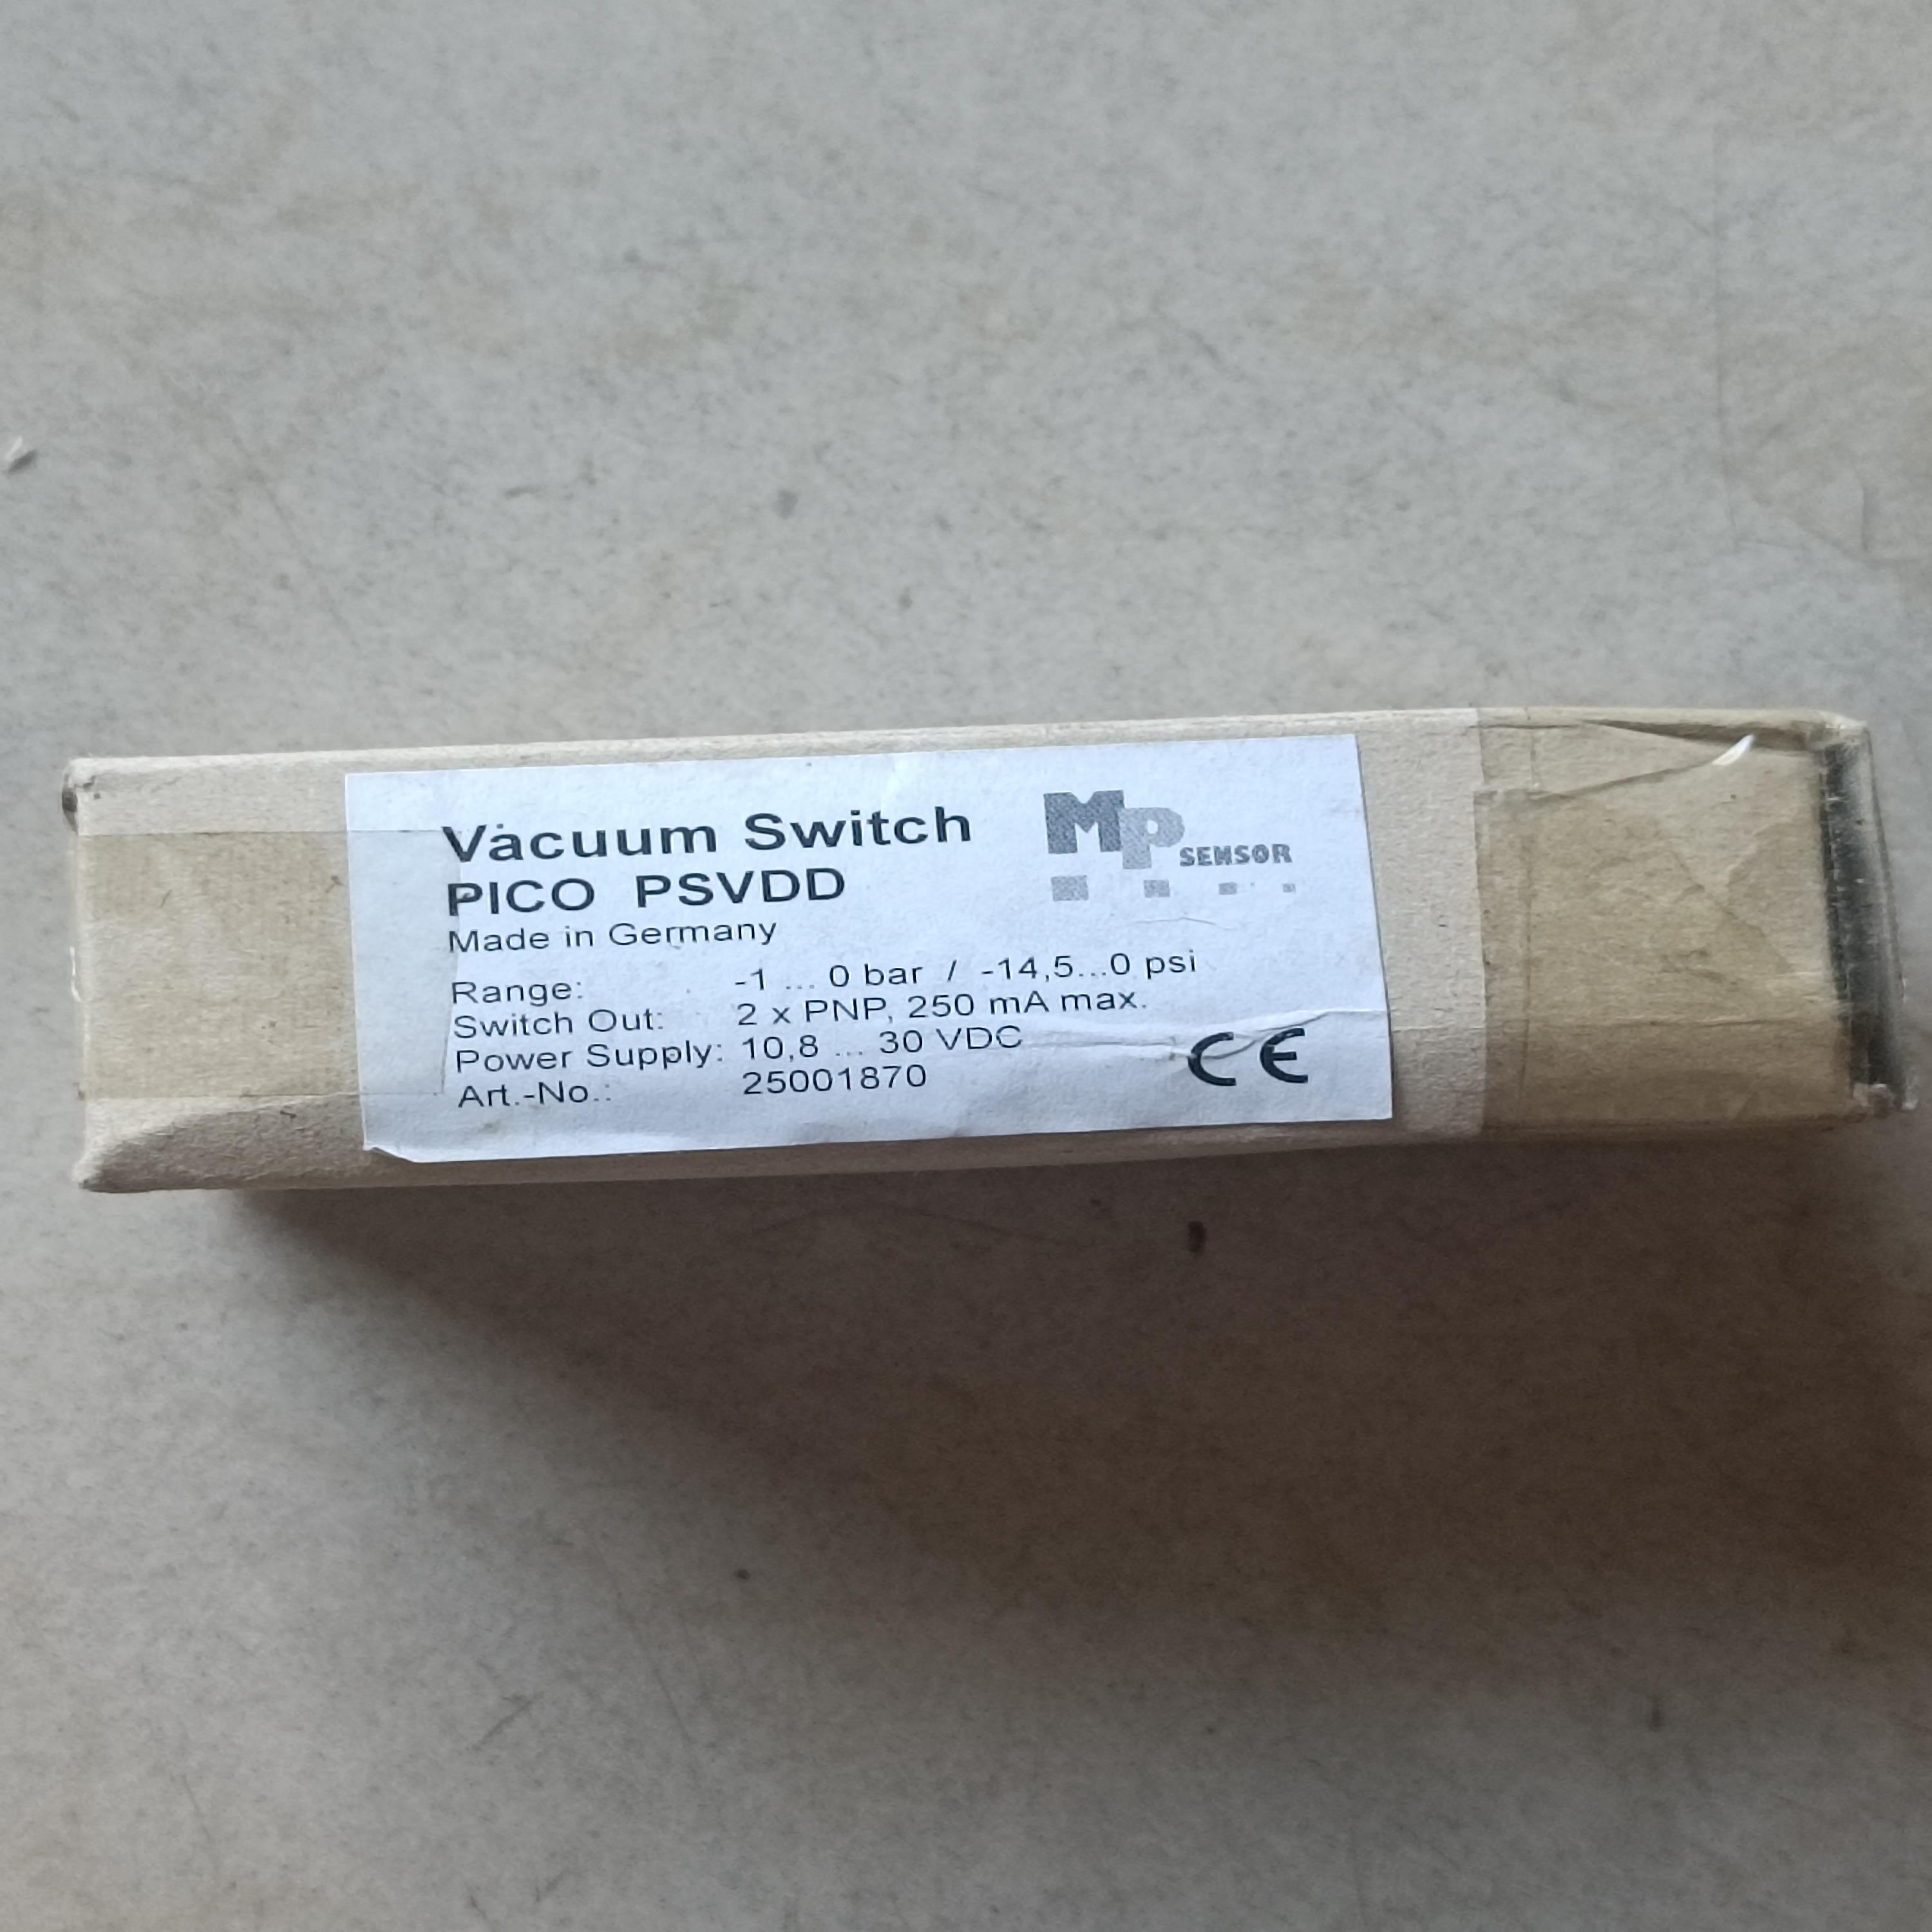 Vacuum Switch
PICO PSVDD
Made in Germany
MP SENSOR
Range: -1 ... 0 bar / -14,5...0 psi
Switch Out: 2 x PNP, 250 mA max.
Power Supply: 10,8 ... 30 VDC
Art.-No.: 25001870
CE